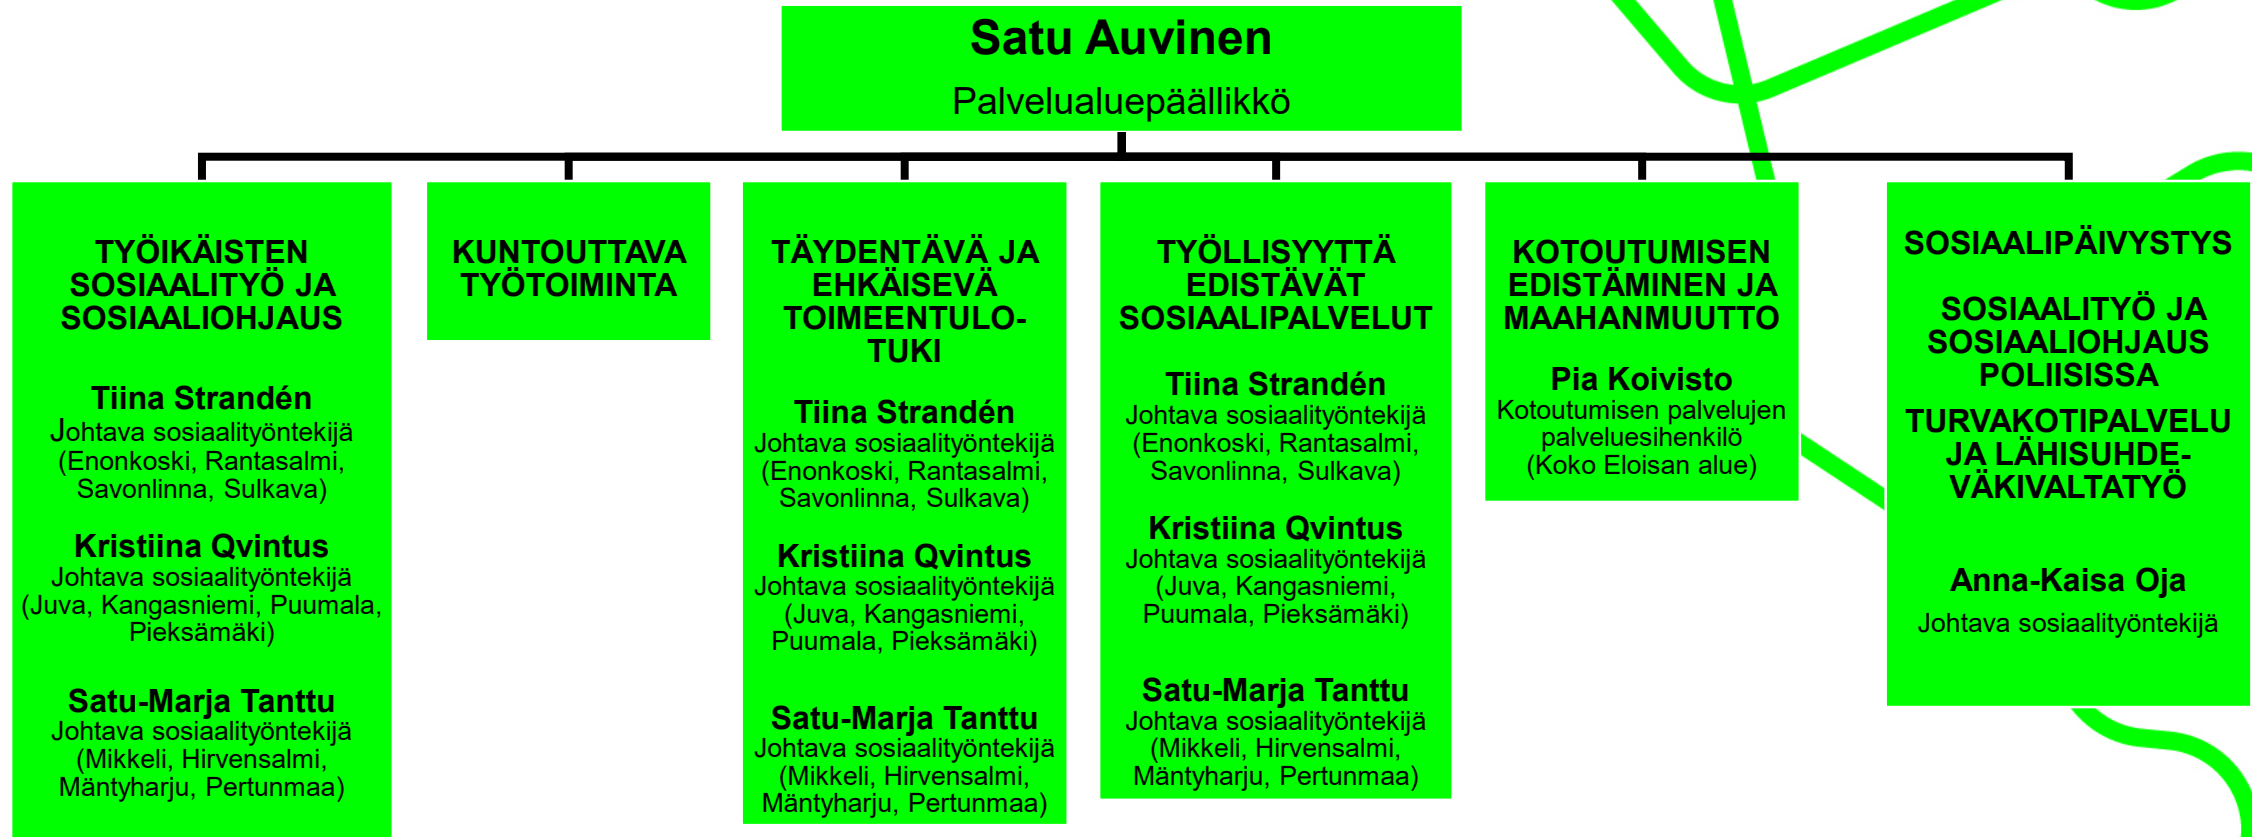 Satu Auvinen
Palvelualuepäällikkö
TYÖIKÄISTEN
SOSIAALITYÖ JA
SOSIAALIOHJAUS
Tiina Strandén
Johtava sosiaalityöntekijä
(Enonkoski, Rantasalmi,
Savonlinna, Sulkava)
Kristiina Qvintus
Johtava sosiaalityöntekijä
(Juva, Kangasniemi, Puumala,
Pieksämäki)
Satu-Marja Tanttu
Johtava sosiaalityöntekijä
(Mikkeli, Hirvensalmi,
Mäntyharju, Pertunmaa)
KUNTOUTTAVA
TYÖTOIMINTA
TÄYDENTÄVÄ JA
EHKÄISEVÄ
TOIMEENTULO-
TUKI
Tiina Strandén
Johtava sosiaalityöntekijä
(Enonkoski, Rantasalmi,
Savonlinna, Sulkava)
Kristiina Qvintus
Johtava sosiaalityöntekijä
(Juva, Kangasniemi,
Puumala, Pieksämäki)
Satu-Marja Tanttu
Johtava sosiaalityöntekijä
(Mikkeli, Hirvensalmi,
Mäntyharju, Pertunmaa)
TYÖLLISYYTTÄ
EDISTÄVÄT
SOSIAALIPALVELUT
Tiina Strandén
Johtava sosiaalityöntekijä
(Enonkoski, Rantasalmi,
Savonlinna, Sulkava)
Kristiina Qvintus
Johtava sosiaalityöntekijä
(Juva, Kangasniemi,
Puumala, Pieksämäki)
Satu-Marja Tanttu
Johtava sosiaalityöntekijä
(Mikkeli, Hirvensalmi,
Mäntyharju, Pertunmaa)
KOTOUTUMISEN
EDISTÄMINEN JA
MAAHANMUUTTO
Pia Koivisto
Kotoutumisen palvelujen
palveluesihenkilö
(Koko Eloisan alue)
SOSIAALIPÄIVYSTYS
SOSIAALITYÖ JA
SOSIAALIOHJAUS
POLIISISSA
TURVAKOTIPALVELU
JA LÄHISUHDE-
VÄKIVALTATYÖ
Anna-Kaisa Oja
Johtava sosiaalityöntekijä